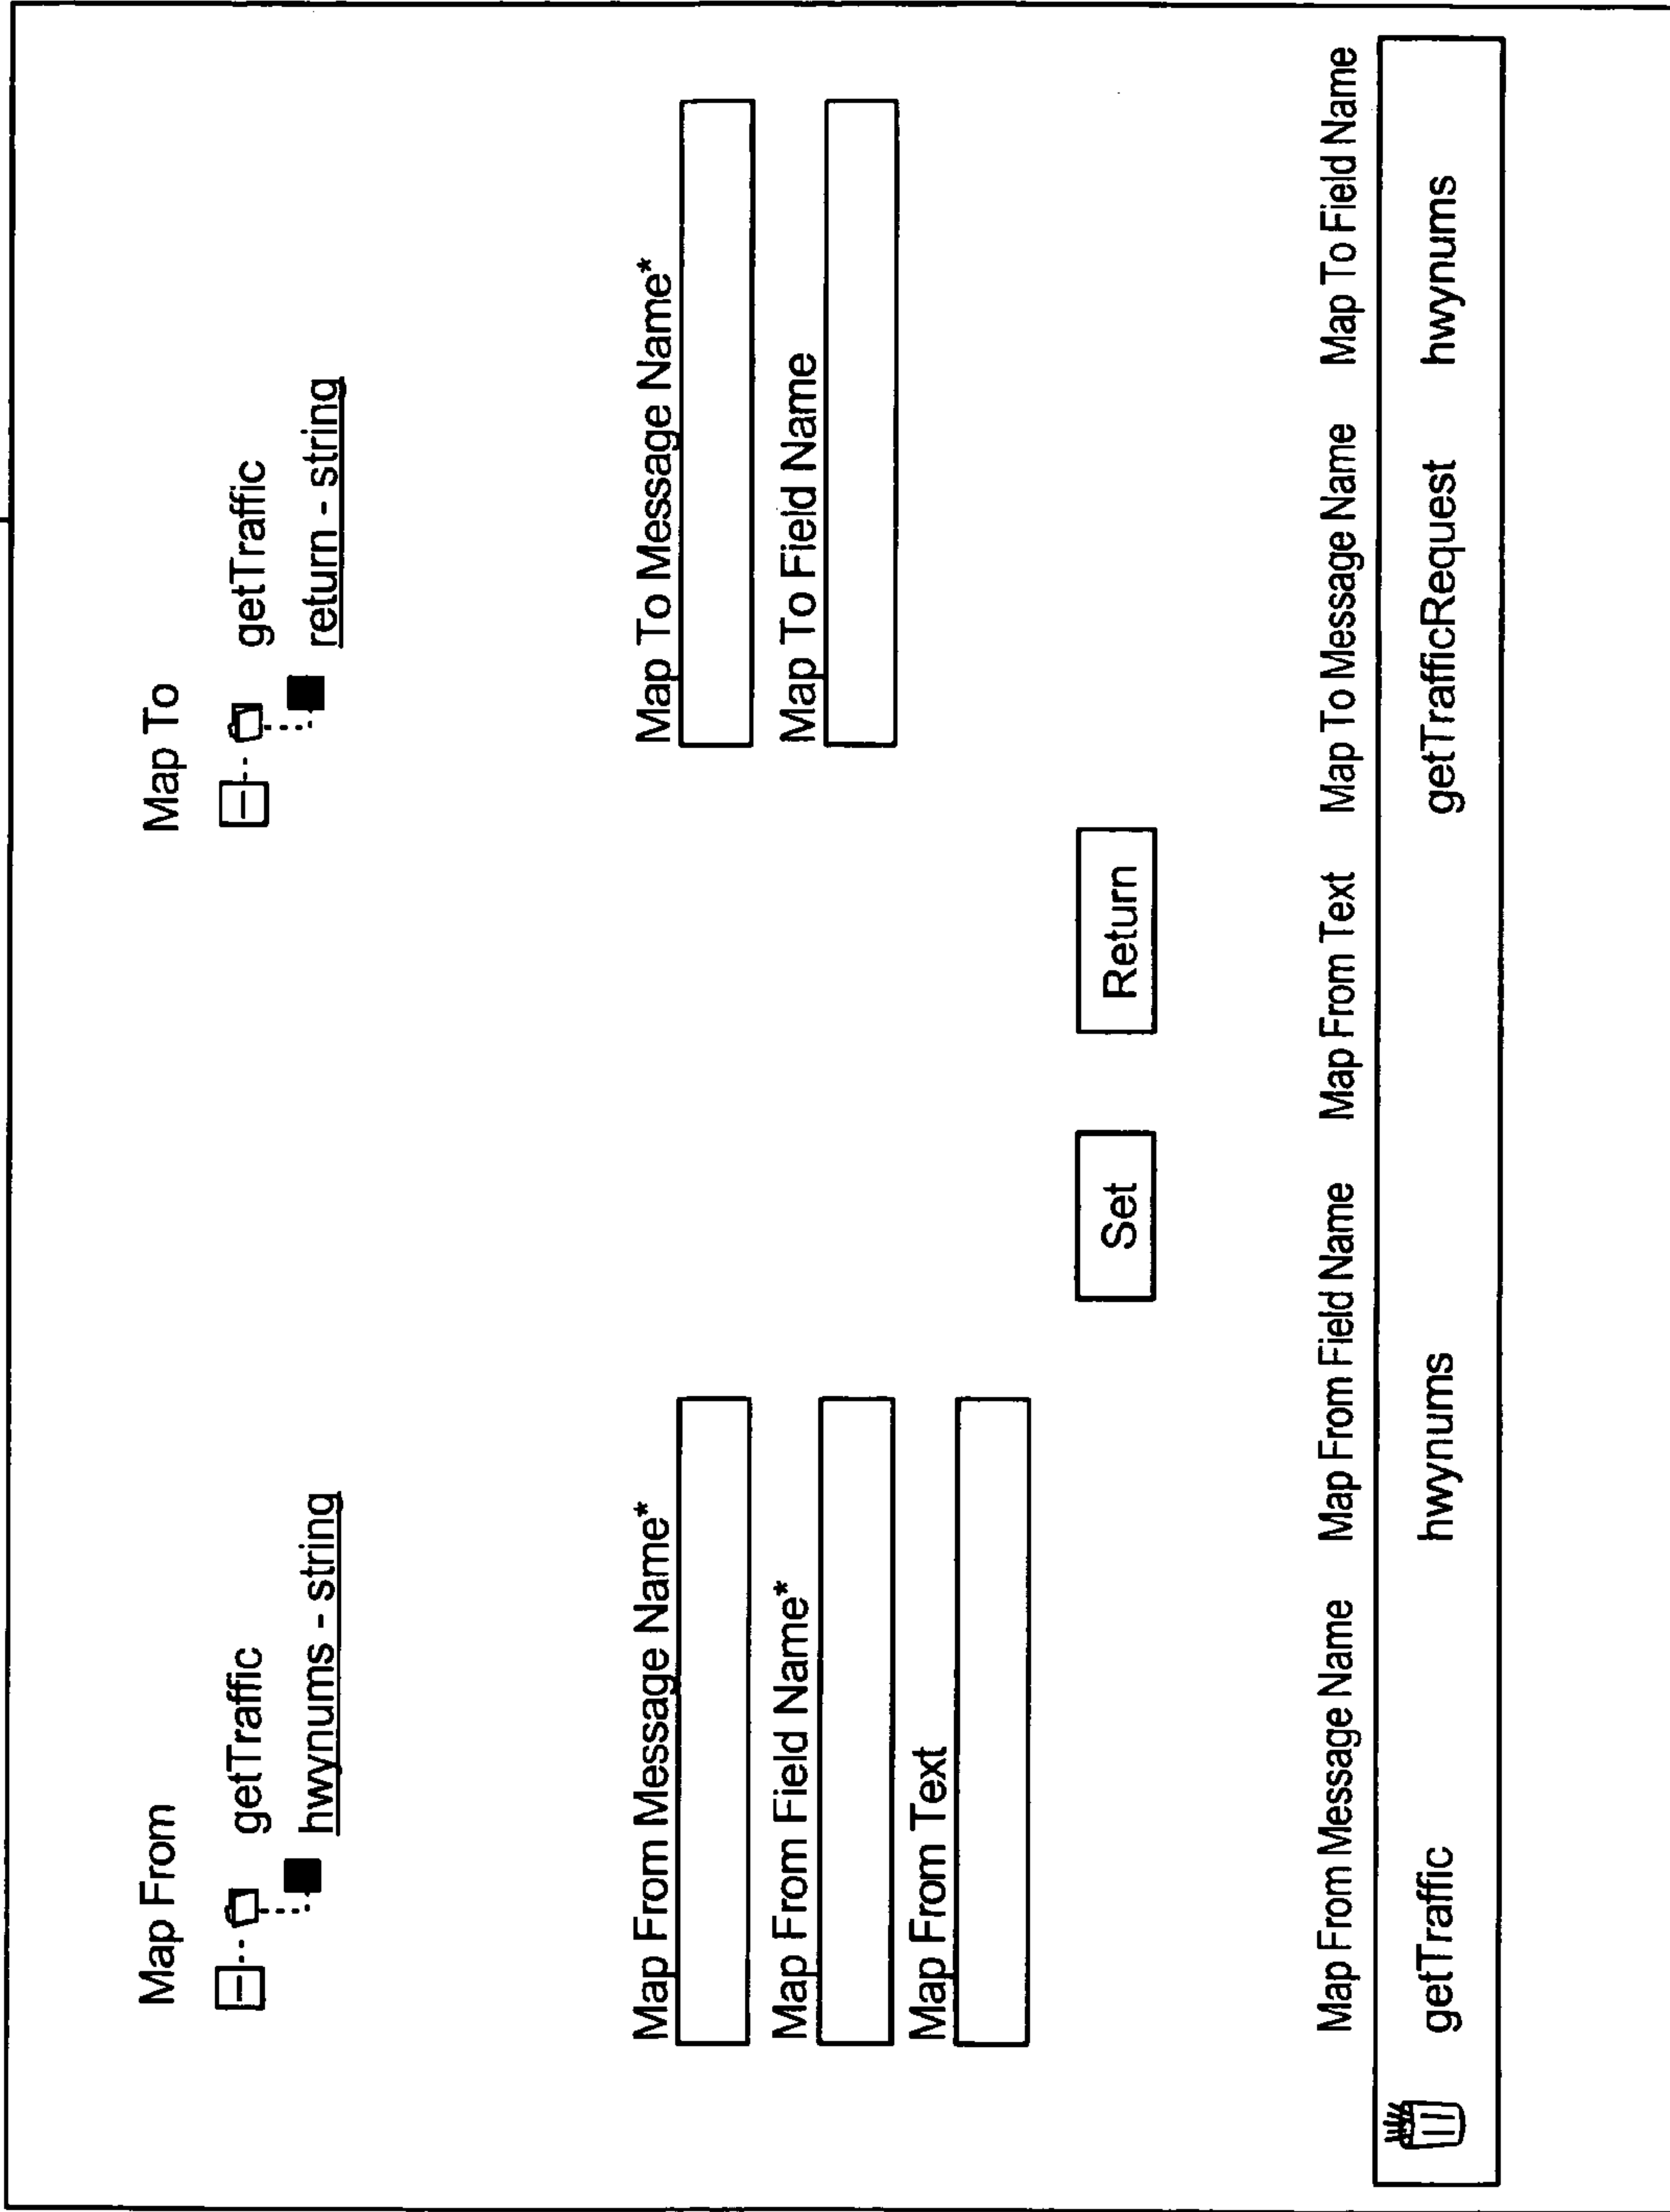 Map From Map To
getTraffic getTraffic
hwynums - string return - string
Map From Message Name* Map To Message Name*
Map From Field Name* Map To Field Name
Map From Text
Set Return
Map From Message Name Map From Field Name Map From Text Map To Message Name Map To Field Name
getTraffic hwynums getTrafficRequest hwynums